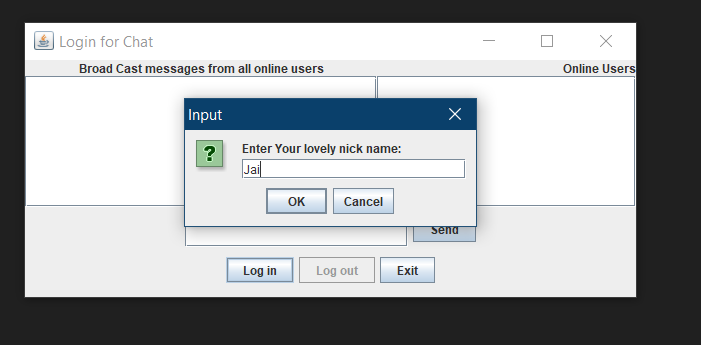 Login for Chat
Broad Cast messages from all online users
Online Users
Input
?
Enter Your lovely nick name:
Jai
OK
Cancel
Send
Log in
Log out
Exit